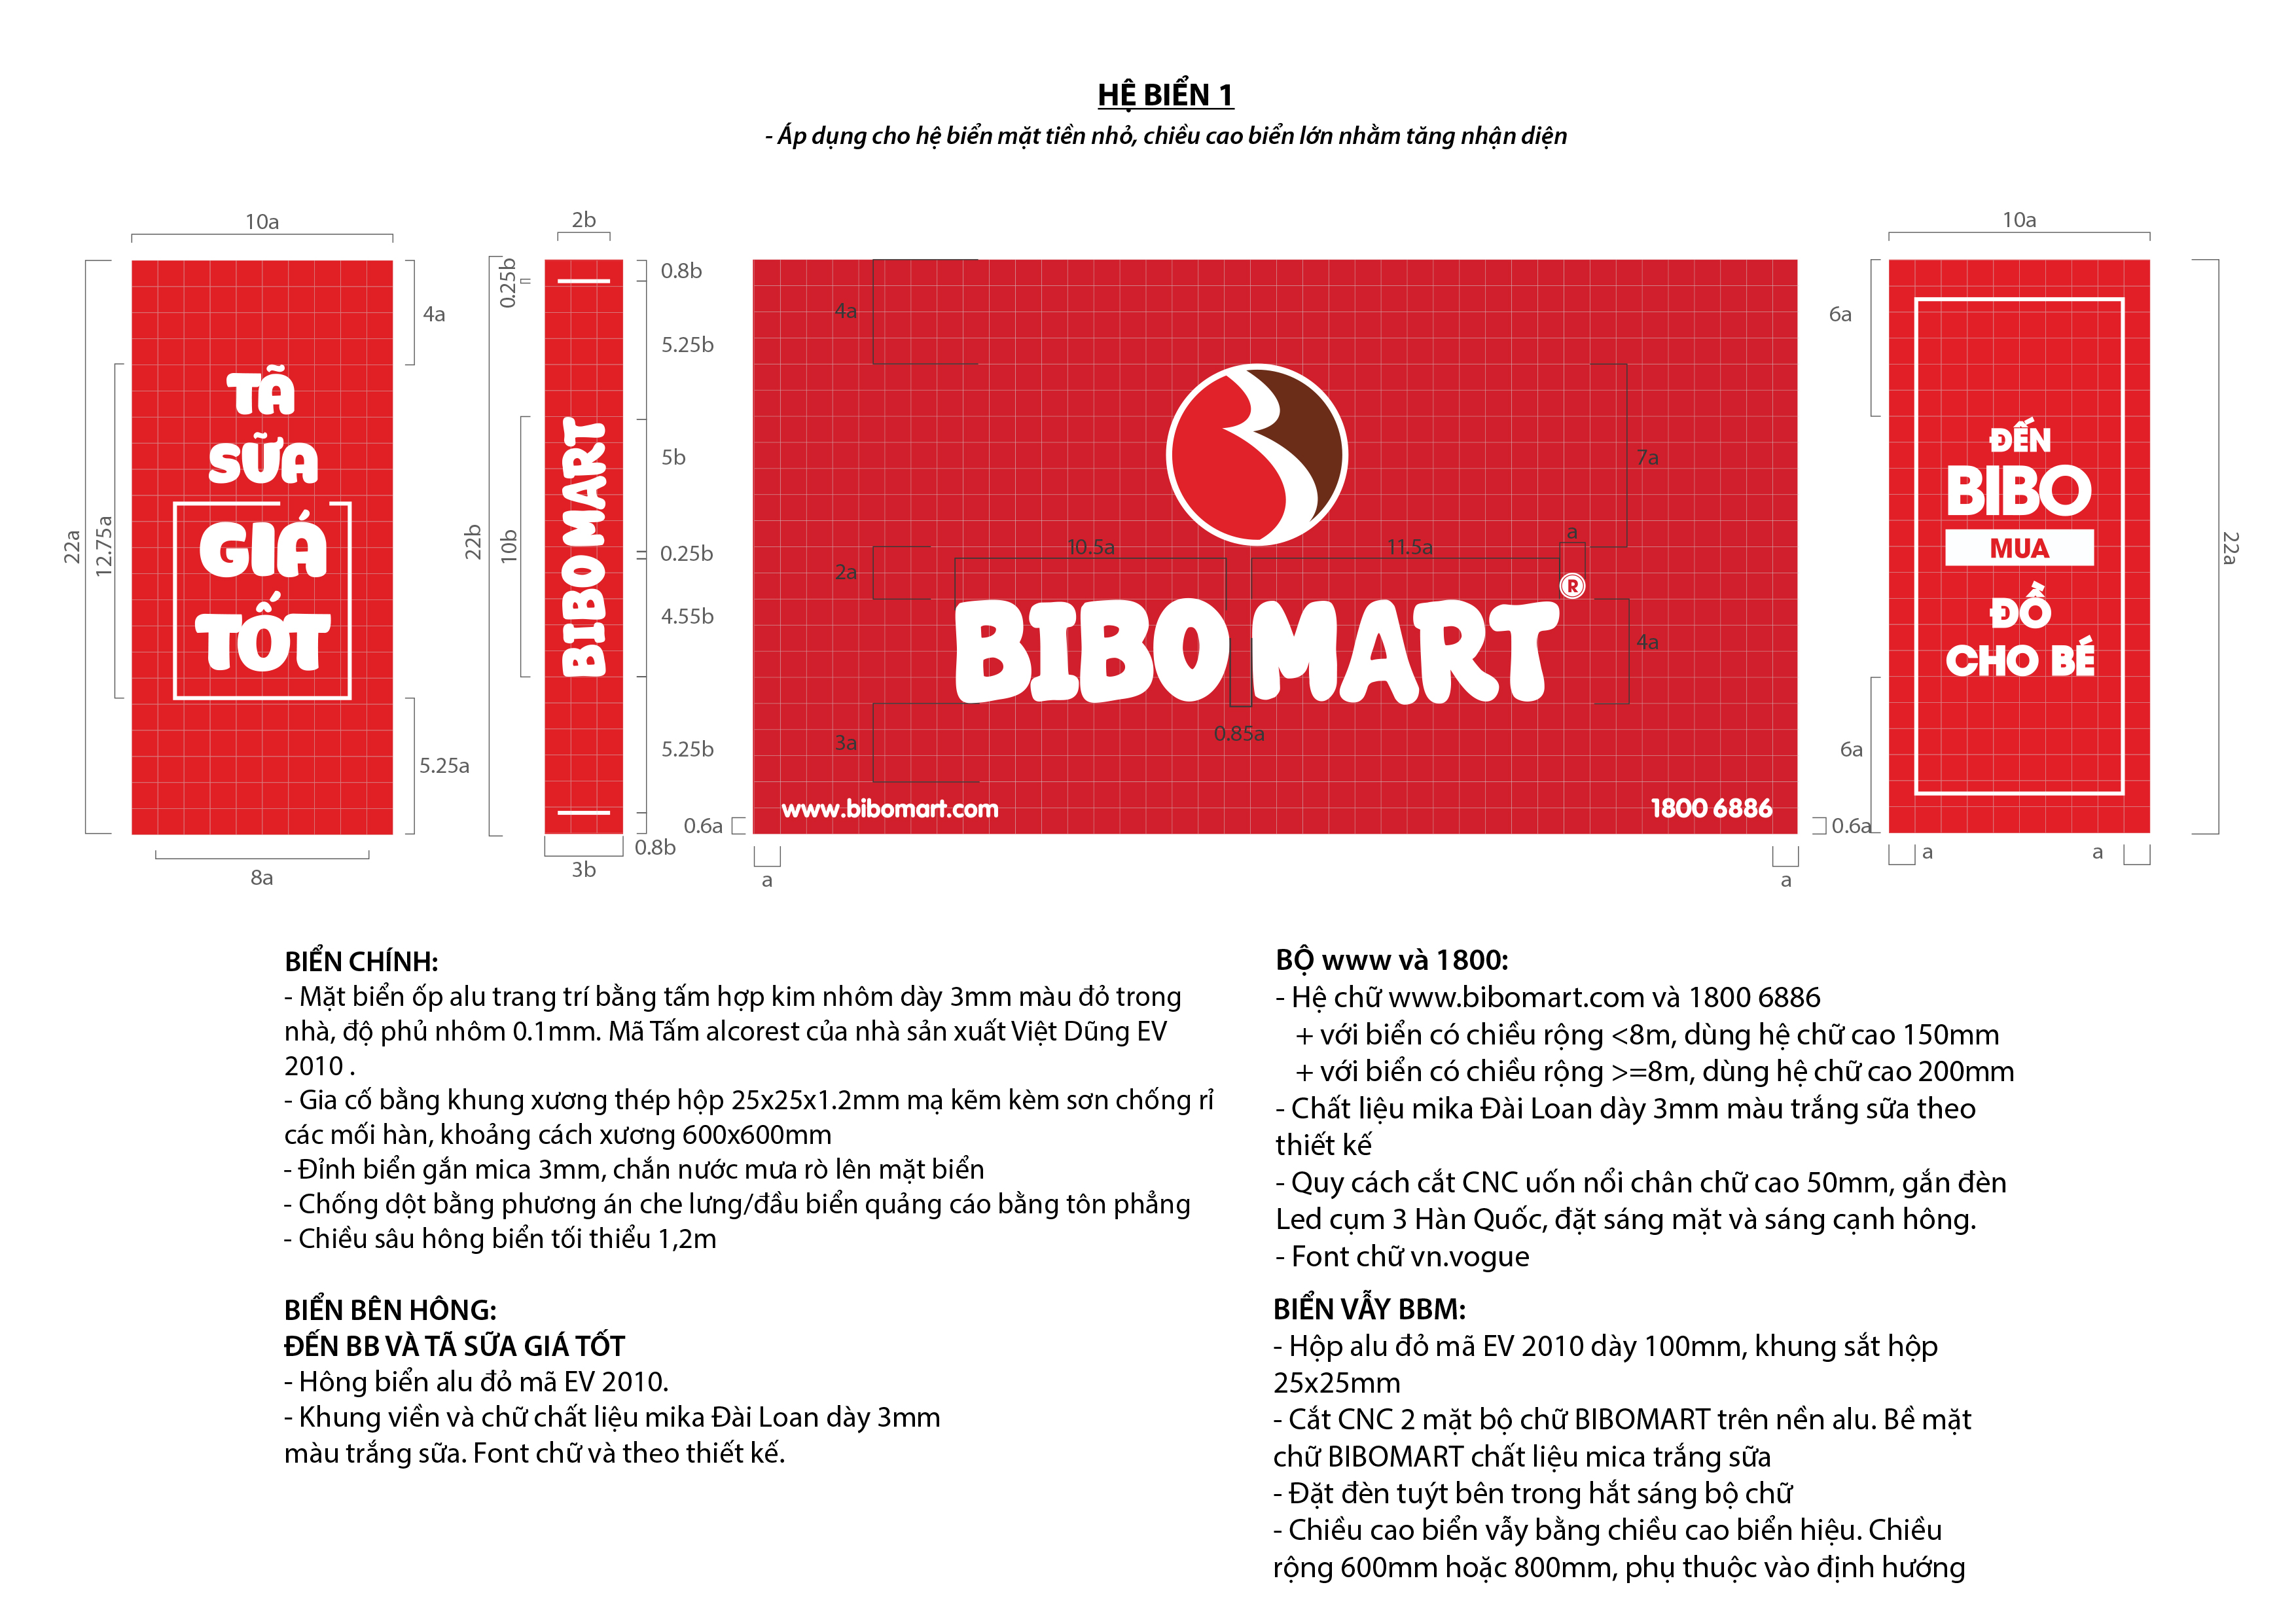 HỆ BIỂN 1
- Áp dụng cho hệ biển mặt tiền nhỏ, chiều cao biển lớn nhằm tăng nhận diện
10a
22a
12.75a
4a
5.25a
8a
TÃ
SỮA
GIÁ
TỐT
2b
0.25b
22b
10b
0.8b
5.25b
5b
0.25b
4.55b
5.25b
0.8b
3b
BIBO MART
4a
7a
10.5a
11.5a
a
2a
®
BIBO MART
4a
0.85a
3a
www.bibomart.com
1800 6886
0.6a
0.6a
a
a
10a
6a
6a
22a
a
a
ĐẾN
BIBO
MUA
ĐỒ
CHO BÉ
BIỂN CHÍNH:
- Mặt biển ốp alu trang trí bằng tấm hợp kim nhôm dày 3mm màu đỏ trong
nhà, độ phủ nhôm 0.1mm. Mã Tấm alcorest của nhà sản xuất Việt Dũng EV
2010 .
- Gia cố bằng khung xương thép hộp 25x25x1.2mm mạ kẽm kèm sơn chống rỉ
các mối hàn, khoảng cách xương 600x600mm
- Đỉnh biển gắn mica 3mm, chắn nước mưa rò lên mặt biển
- Chống dột bằng phương án che lưng/đầu biển quảng cáo bằng tôn phẳng
- Chiều sâu hông biển tối thiểu 1,2m
BIỂN BÊN HÔNG:
ĐẾN BB VÀ TÃ SỮA GIÁ TỐT
- Hông biển alu đỏ mã EV 2010.
- Khung viền và chữ chất liệu mika Đài Loan dày 3mm
màu trắng sữa. Font chữ và theo thiết kế.
BỘ www và 1800:
- Hệ chữ www.bibomart.com và 1800 6886
+ với biển có chiều rộng <8m, dùng hệ chữ cao 150mm
+ với biển có chiều rộng >=8m, dùng hệ chữ cao 200mm
- Chất liệu mika Đài Loan dày 3mm màu trắng sữa theo
thiết kế
- Quy cách cắt CNC uốn nổi chân chữ cao 50mm, gắn đèn
Led cụm 3 Hàn Quốc, đặt sáng mặt và sáng cạnh hông.
- Font chữ vn.vogue
BIỂN VẪY BBM:
- Hộp alu đỏ mã EV 2010 dày 100mm, khung sắt hộp
25x25mm
- Cắt CNC 2 mặt bộ chữ BIBOMART trên nền alu. Bề mặt
chữ BIBOMART chất liệu mica trắng sữa
- Đặt đèn tuýt bên trong hắt sáng bộ chữ
- Chiều cao biển vẫy bằng chiều cao biển hiệu. Chiều
rộng 600mm hoặc 800mm, phụ thuộc vào định hướng